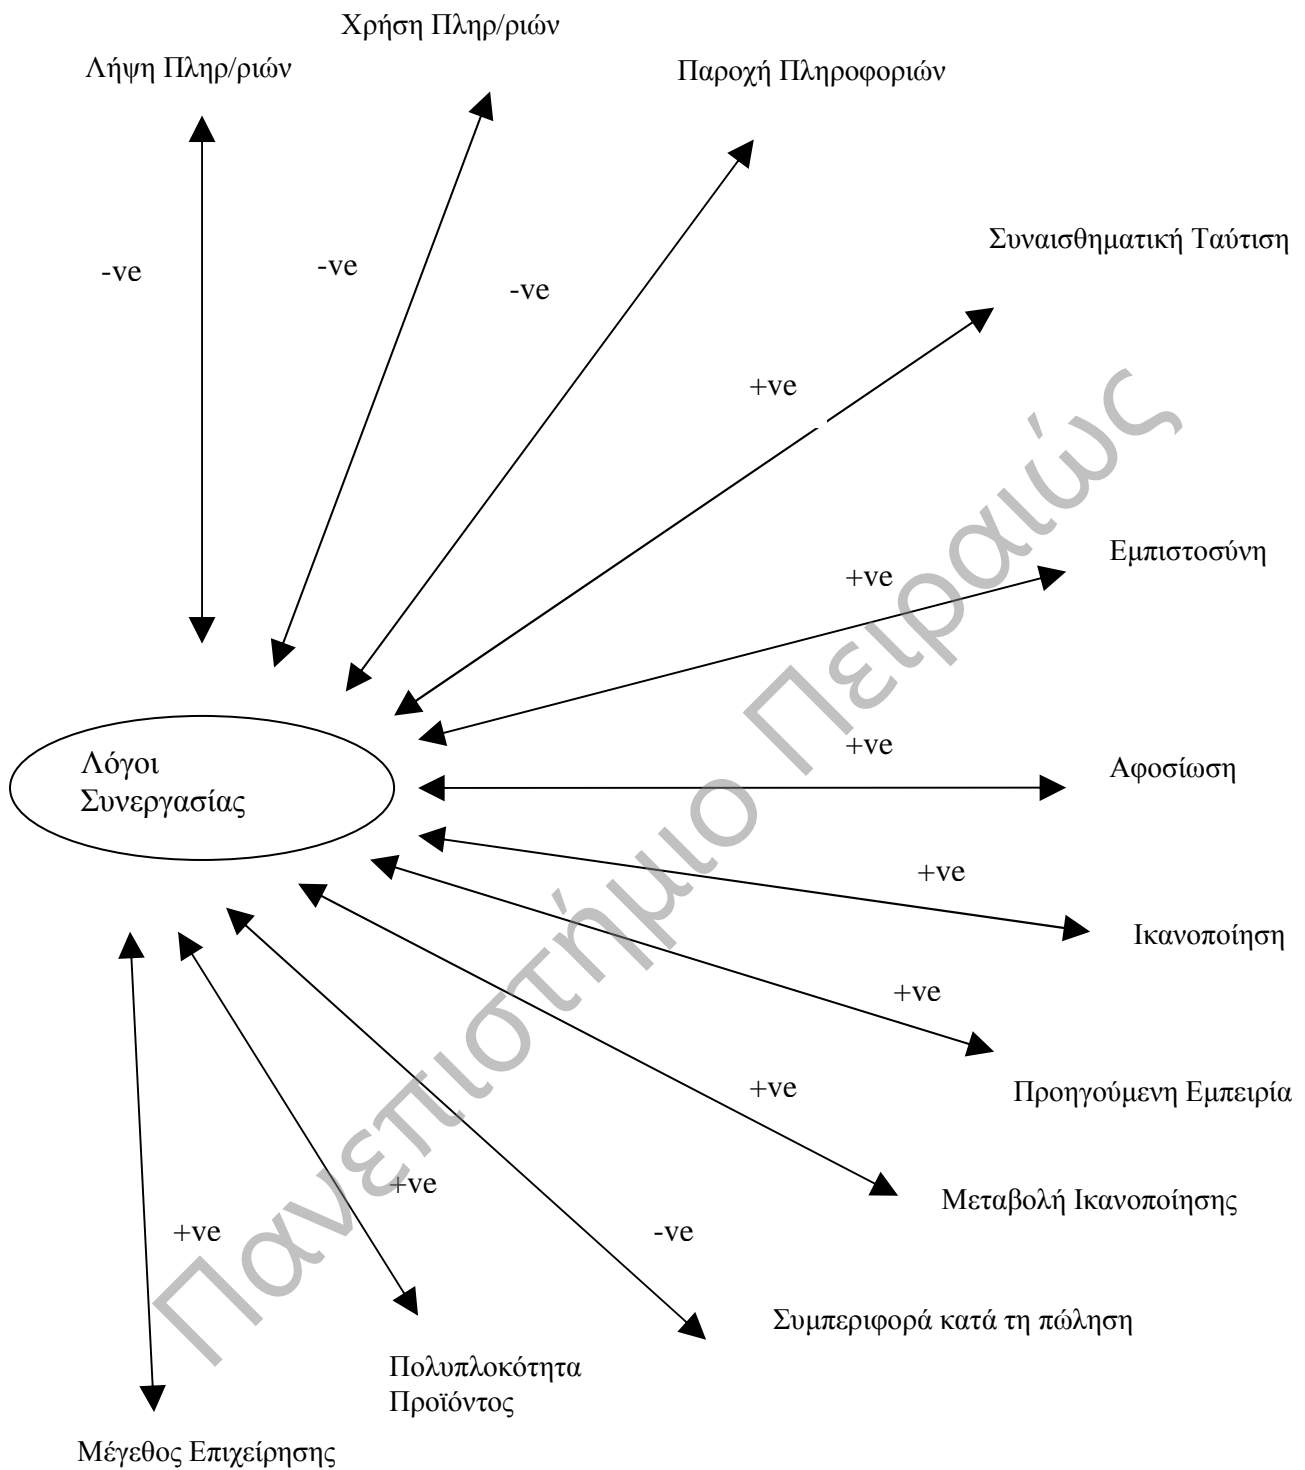 Χρήση Πληρ/ριών
Λήψη Πληρ/ριών
Παροχή Πληροφοριών
Συναισθηματική Ταύτιση
-ve
-ve
-ve
+ve
Εμπιστοσύνη
+ve
+ve
Αφοσίωση
Λόγοι
Συνεργασίας
+ve
Ικανοποίηση
+ve
Προηγούμενη Εμπειρία
+ve
Μεταβολή Ικανοποίησης
+ve
+ve
-ve
Συμπεριφορά κατά τη πώληση
Πολυπλοκότητα
Προϊόντος
Μέγεθος Επιχείρησης
Πανεπιστήμιο Πειραιώς